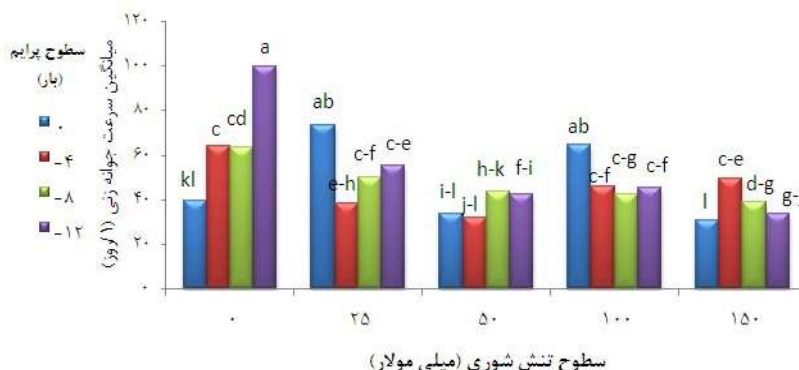 سطوح پرایم
(بار)
۰
-۴
-۸
-۱۲
میانگین سرعت جوانه زنی (۱/روز)
۱۲۰
۱۰۰
۸۰
۶۰
۴۰
۲۰
۰
kl c cd a
ab e-h c-f c-e
i-l j-l h-k f-i
ab c-f c-g c-f
l c-e d-g
۰ ۲۵ ۵۰ ۱۰۰ ۱۵۰
سطوح تنش شوری (میلی مولار)